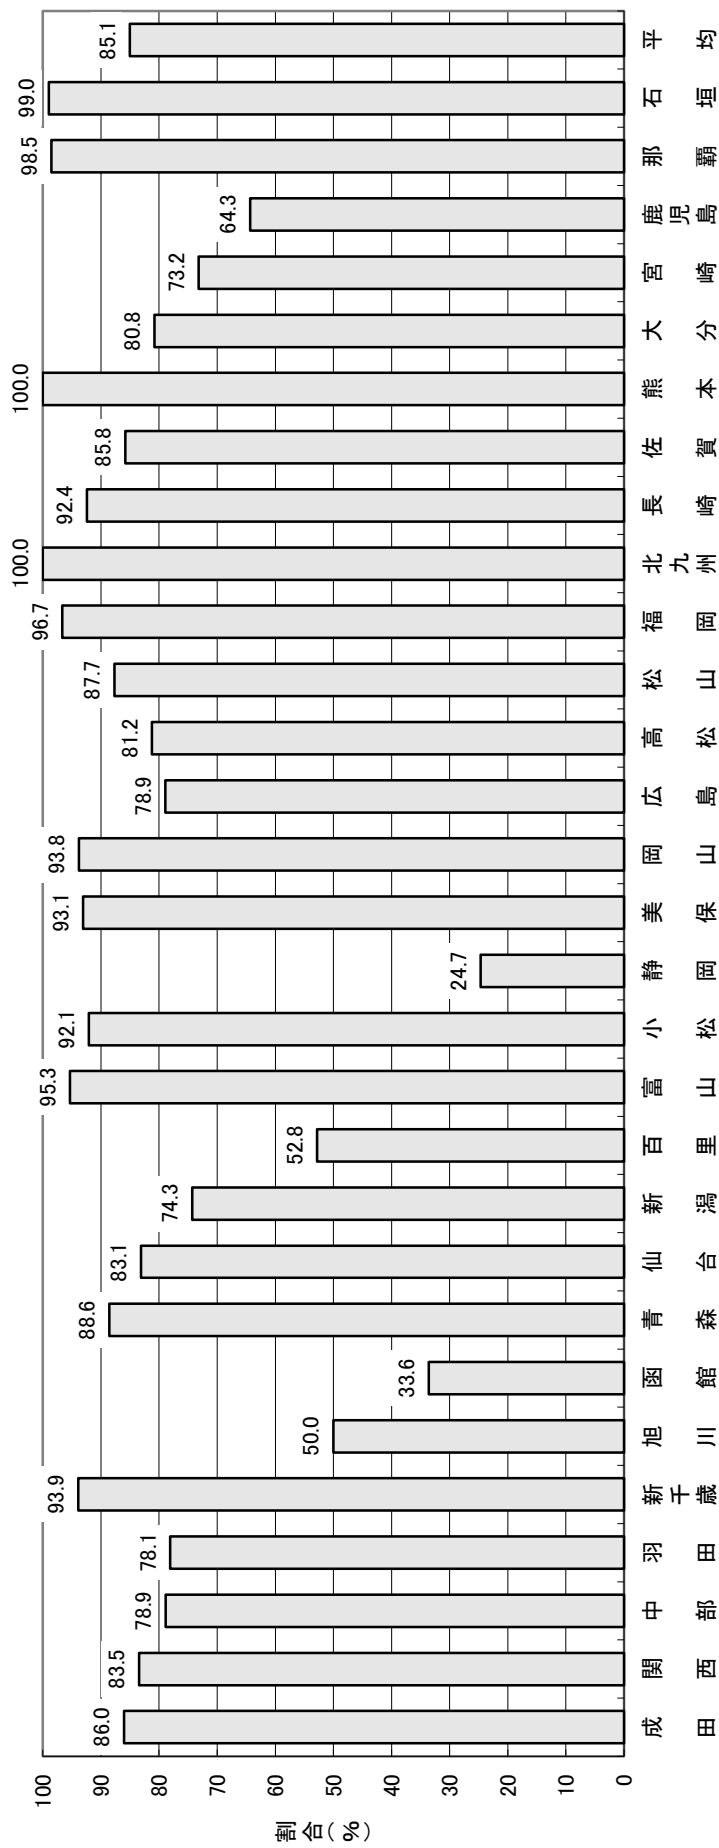 割合(%)
100
90
80
70
60
50
40
30
20
10
0
86.0
83.5
78.9
78.1
93.9
50.0
33.6
88.6
83.1
74.3
52.8
95.3
92.1
24.7
93.1
93.8
78.9
81.2
87.7
96.7
100.0
92.4
85.8
100.0
80.8
73.2
64.3
98.5
99.0
85.1
成田
関西
中部
羽田
新千歳
旭川
函館
青森
仙台
新潟
百里
富山
小松
静岡
美保
岡山
広島
高松
松山
福岡
北九州
長崎
佐賀
熊本
大分
宮崎
鹿児島
那覇
石垣
平均